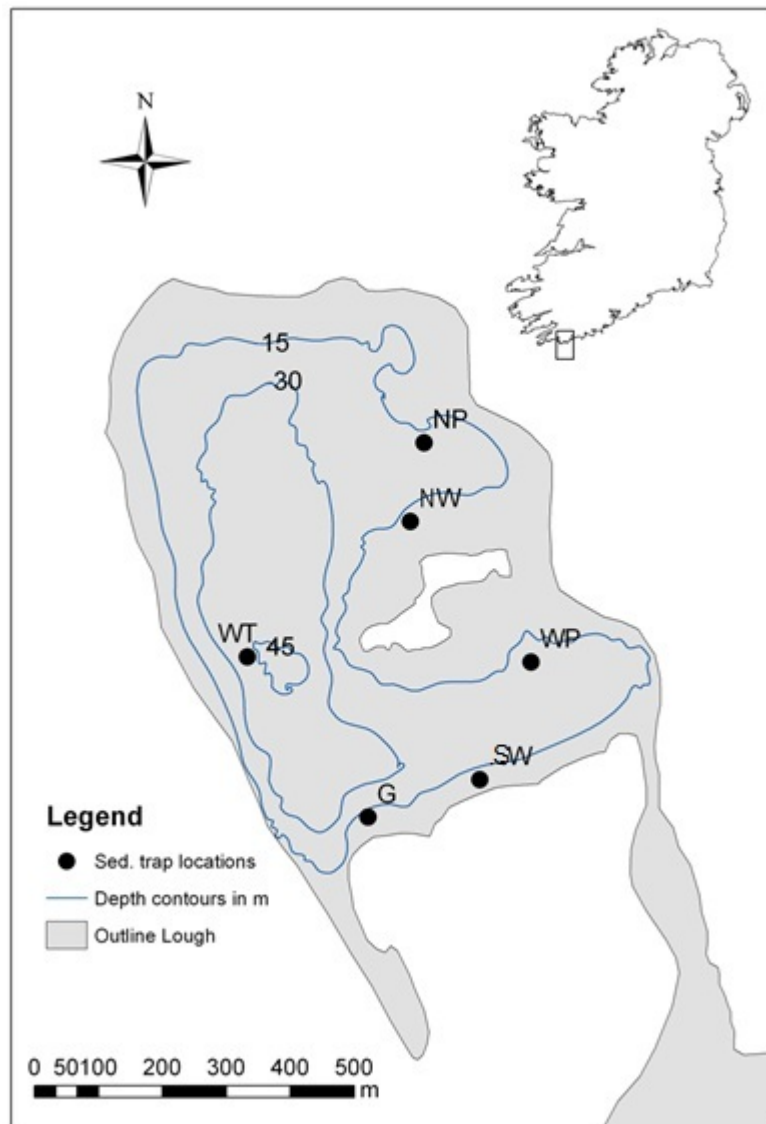 N
15
30
NP
NW
WT
45
WP
SW
G
Legend
Sed. trap locations
Depth contours in m
Outline Lough
0 50100 200 300 400 500
m